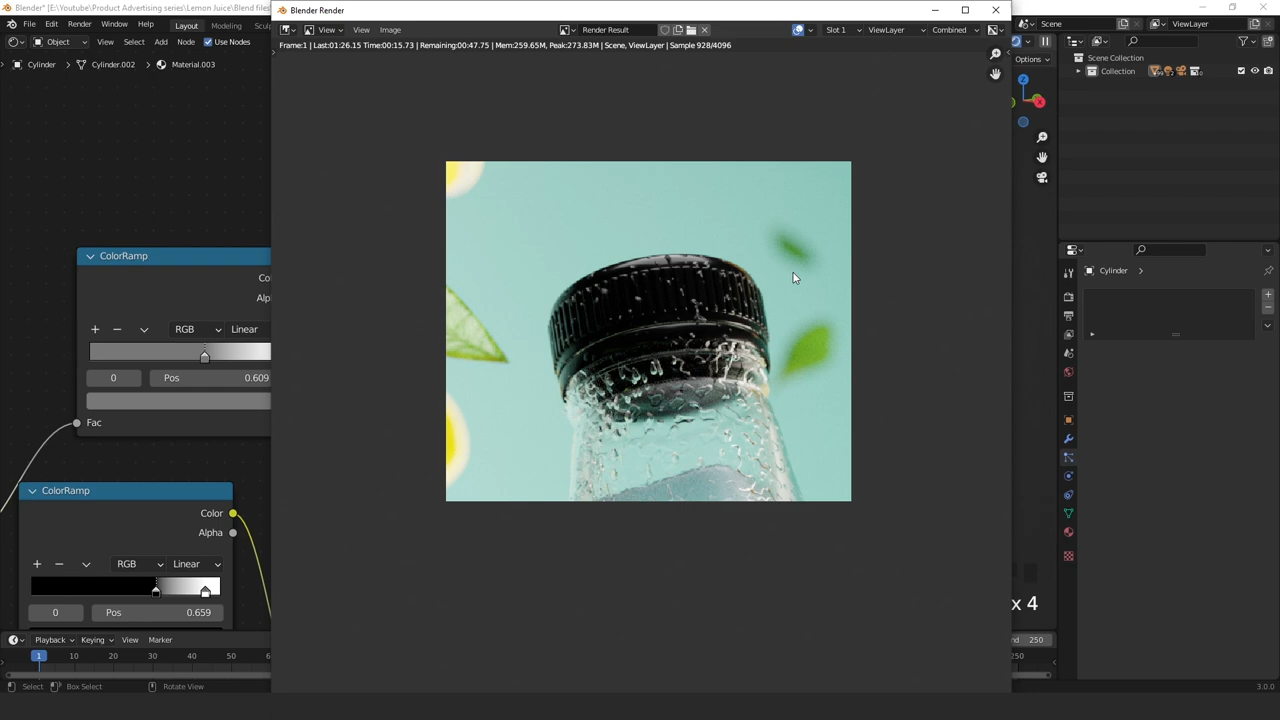 Blender* [E:\Youtube\Product Advertising series\Lemon Juice\Blend files\
Blender Render
File Edit Render Window Help Layout Modeling
View View Image Render Result Slot 1 ViewLayer Combined
Scene ViewLayer
Object View Select Add Node Use Nodes
Frame:1 | Last:01:26.15 Time:00:15.73 | Remaining:00:47.75 | Mem:259.65M, Peak:273.83M | Scene, ViewLayer | Sample 928/4096
Options
Scene Collection
Cylinder Cylinder.002 Material.003
Collection
Z
X
ColorRamp
Co
Alph
RGB Linear
0 Pos 0.609
Fac
Cylinder
ColorRamp
Color
Alpha
RGB Linear
0 Pos 0.659
x 4
Playback Keying View Marker
nd 250
1 10 20 30 40 50 250
Select Box Select Rotate View 3.0.0